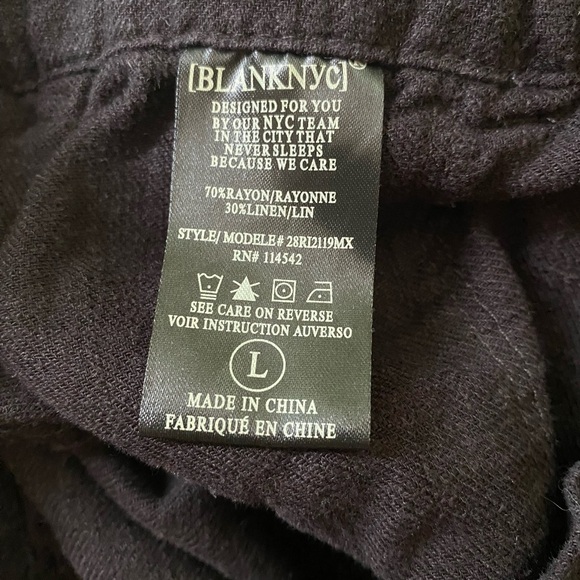 [BLANKNYC]®
DESIGNED FOR YOU
BY OUR NYC TEAM
IN THE CITY THAT
NEVER SLEEPS
BECAUSE WE CARE
70%RAYON/RAYONNE
30%LINEN/LIN
STYLE/ MODELE# 28RI2119MX
RN# 114542
SEE CARE ON REVERSE
VOIR INSTRUCTION AUVERSO
L
MADE IN CHINA
FABRIQUÉ EN CHINE